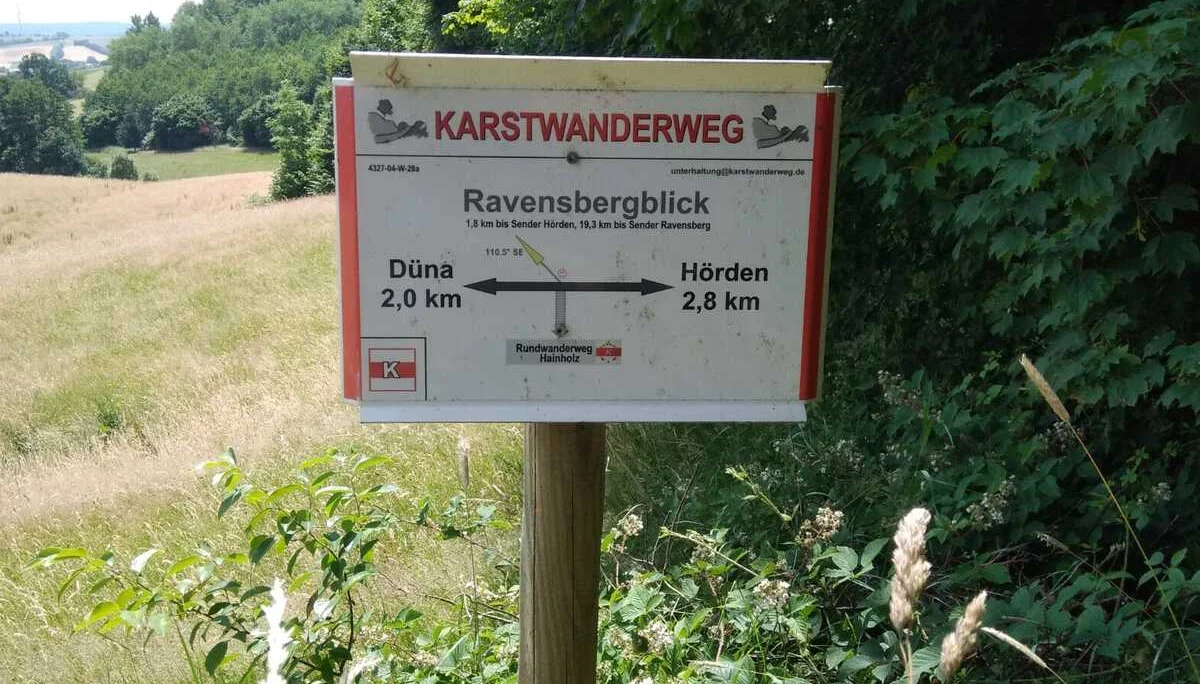 KARSTWANDERWEG
4327-04-W-28a
unterhaltung@karstwanderweg.de
Ravensbergblick
1,8 km bis Sender Hörden, 19,3 km bis Sender Ravensberg
110.5° SE
Düna
2,0 km
Hörden
2,8 km
Rundwanderweg
Hainholz
K
K